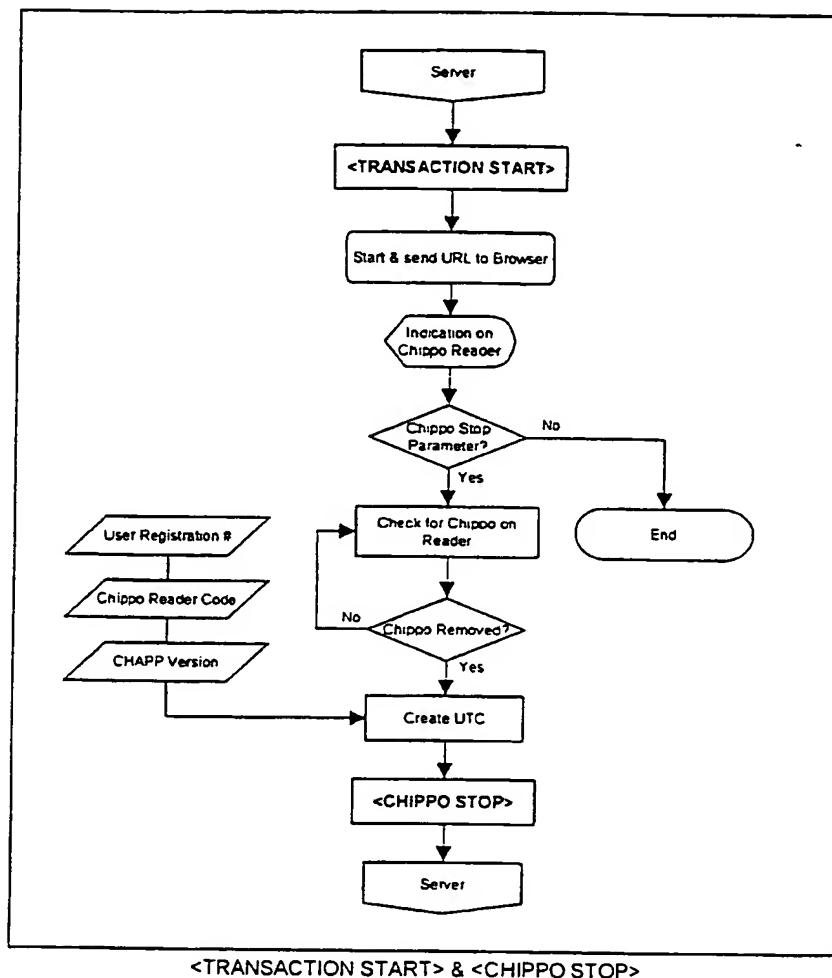 Server
<TRANSACTION START>
Start & send URL to Browser
Indication on
Chippo Reader
Chippo Stop
Parameter?
No
Yes
Check for Chippo on
Reader
End
User Registration #
Chippo Reader Code
CHAPP Version
No
Chippo Removed?
Yes
Create UTC
<CHIPPO STOP>
Server
<TRANSACTION START> & <CHIPPO STOP>